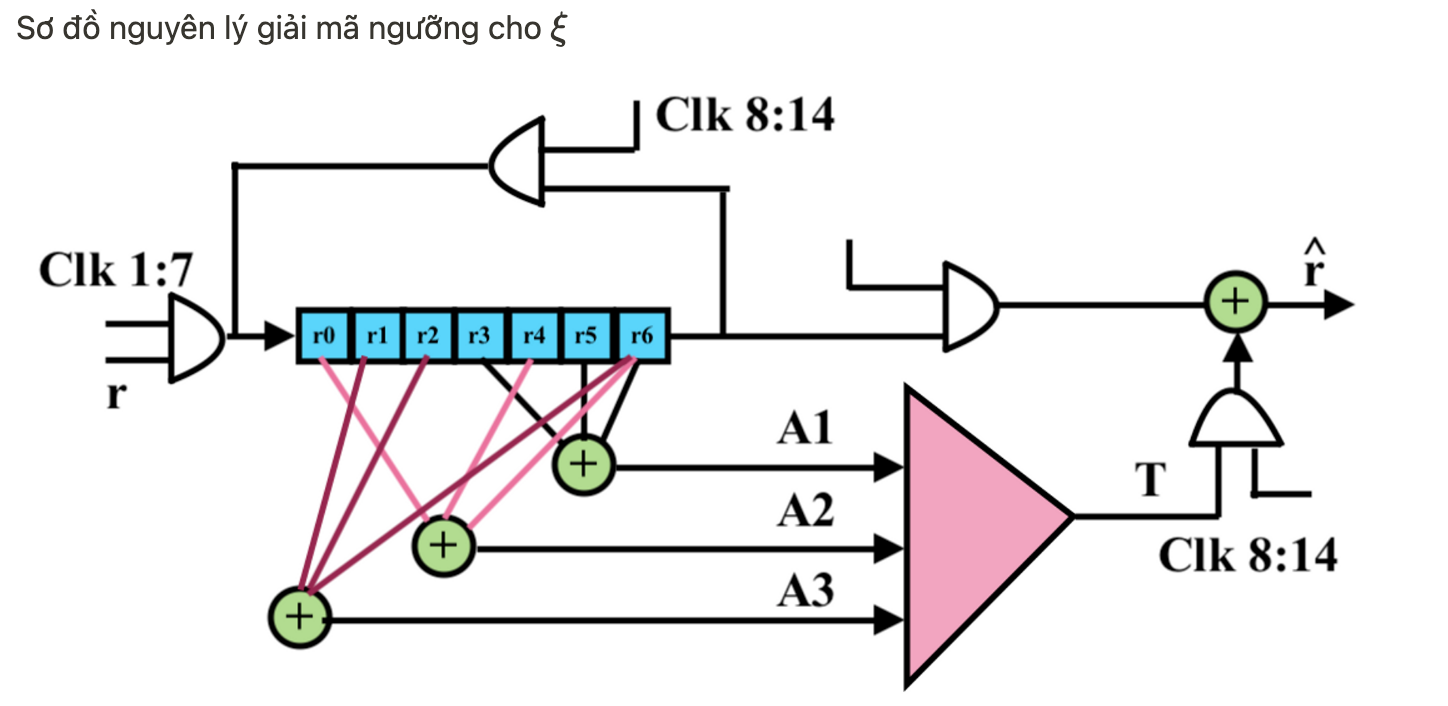 Sơ đồ nguyên lý giải mã ngưỡng cho ξ
Clk 8:14
Clk 1:7
r
r0 r1 r2 r3 r4 r5 r6
r̂
+
+
+
+
A1
A2
A3
T
Clk 8:14